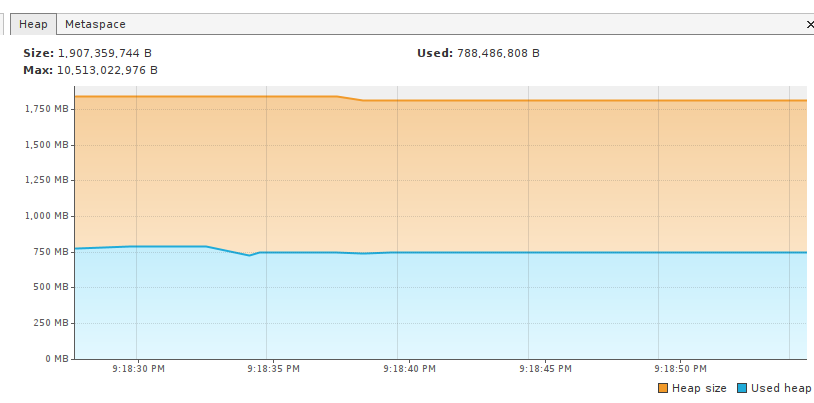 Heap Metaspace ×
Size: 1,907,359,744 B Used: 788,486,808 B
Max: 10,513,022,976 B
1,750 MB
1,500 MB
1,250 MB
1,000 MB
750 MB
500 MB
250 MB
0 MB
9:18:30 PM 9:18:35 PM 9:18:40 PM 9:18:45 PM 9:18:50 PM
Heap size Used heap